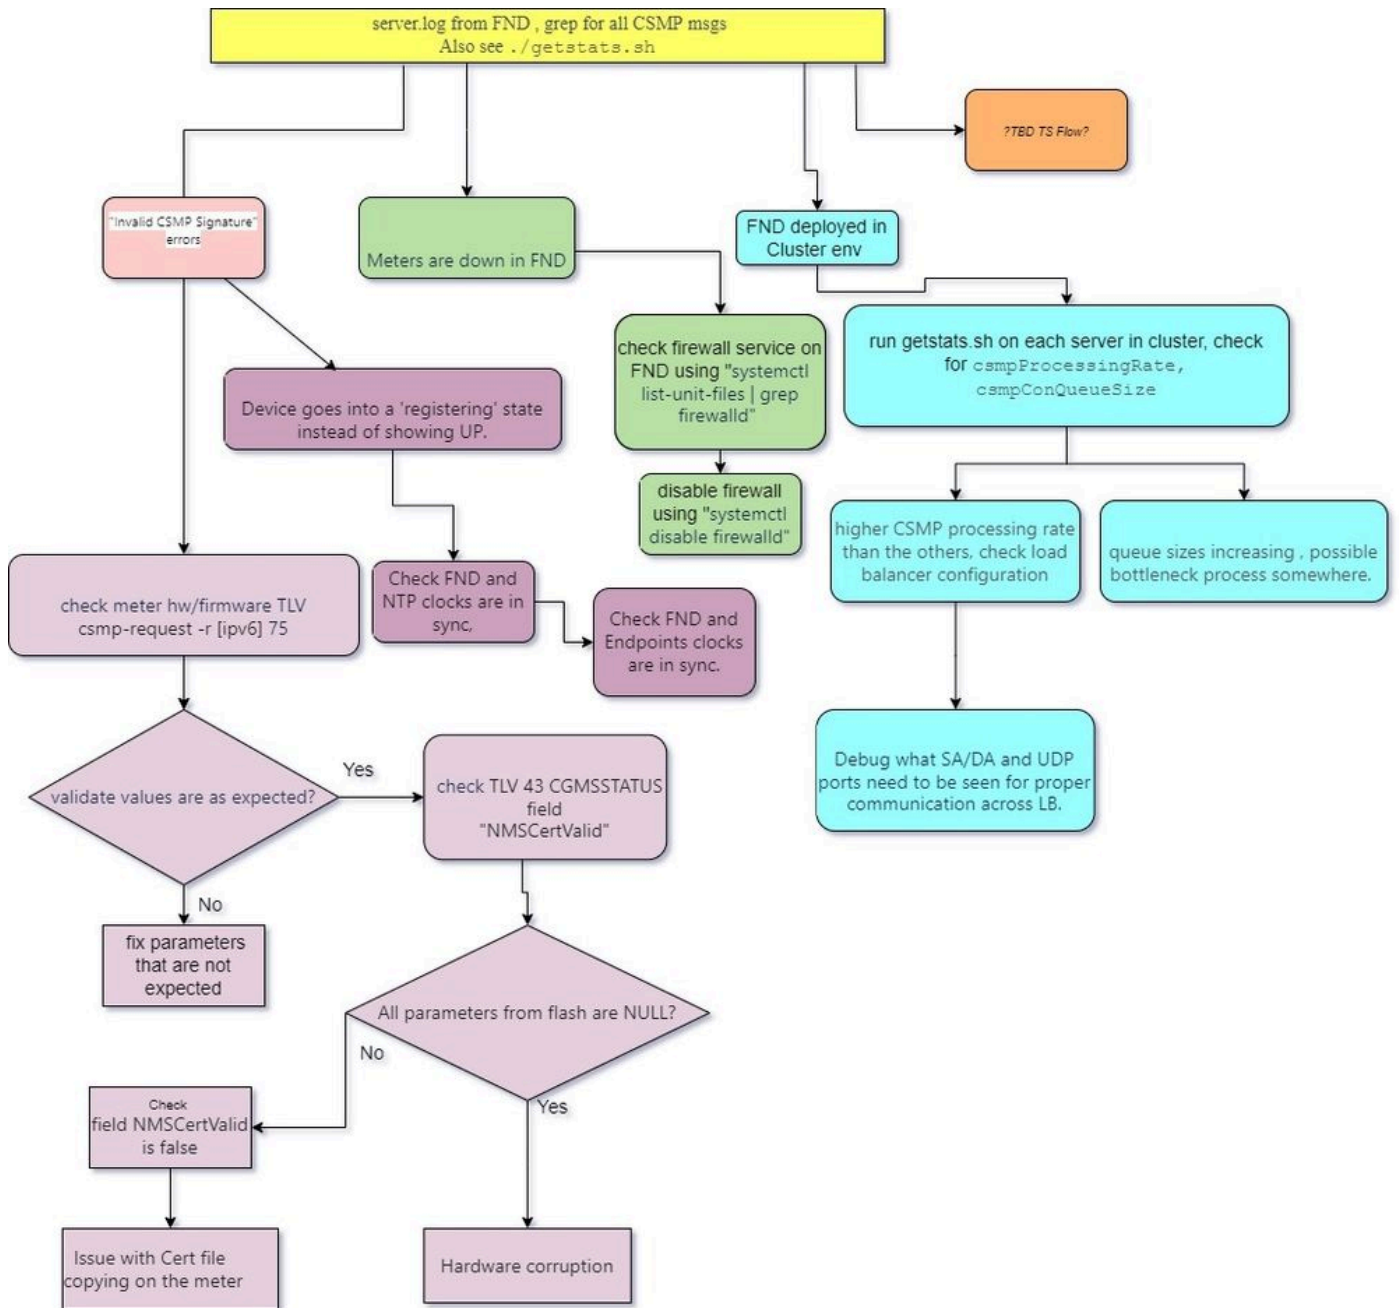 server.log from FND , grep for all CSMP msgs
Also see ./getstats.sh
?TBD TS Flow?
"Invalid CSMP Signature"
errors
Meters are down in FND
FND deployed in
Cluster env
check firewall service on
FND using "systemctl
list-unit-files | grep
firewalld"
run getstats.sh on each server in cluster, check
for csmpProcessingRate,
csmpConQueueSize
Device goes into a 'registering' state
instead of showing UP.
disable firewall
using "systemctl
disable firewalld"
higher CSMP processing rate
than the others, check load
balancer configuration
queue sizes increasing , possible
bottleneck process somewhere.
check meter hw/firmware TLV
csmp-request -r [ipv6] 75
Check FND and
NTP clocks are in
sync,
Check FND and
Endpoints clocks
are in sync.
Debug what SA/DA and UDP
ports need to be seen for proper
communication across LB.
validate values are as expected?
Yes
check TLV 43 CGMSSTATUS
field
"NMSCertValid"
No
fix parameters
that are not
expected
All parameters from flash are NULL?
No
Yes
Check
field NMSCertValid
is false
Issue with Cert file
copying on the meter
Hardware corruption